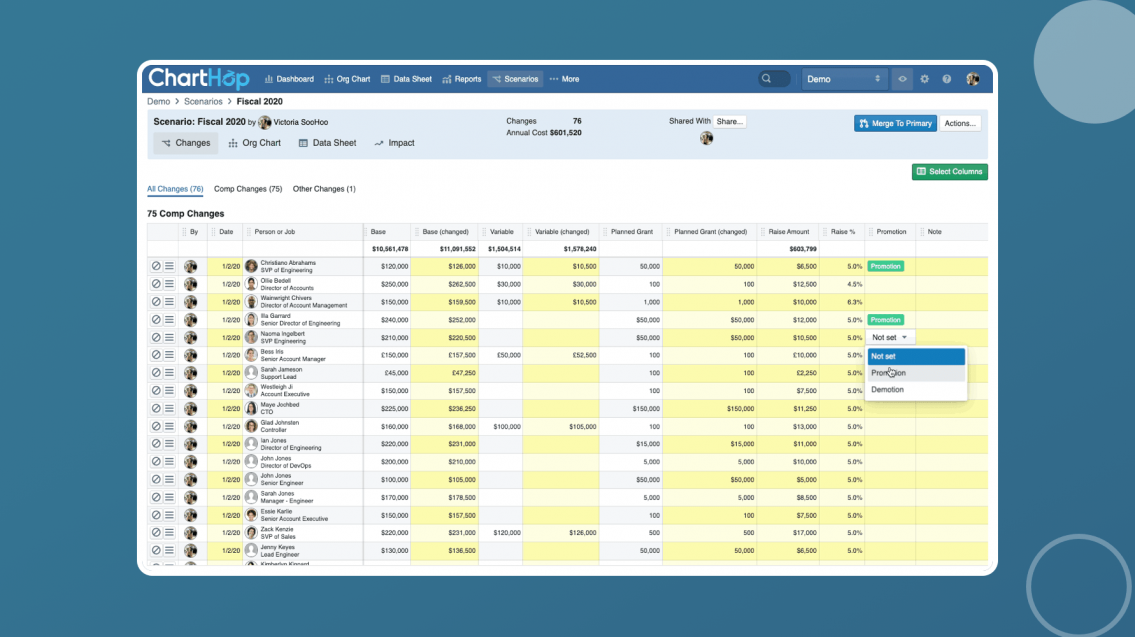 ChartHop Dashboard Org Chart Data Sheet Reports Scenarios More Demo
Demo > Scenarios > Fiscal 2020
Scenario: Fiscal 2020 by Victoria SooHoo Changes 76 Shared With Share... Merge To Primary Actions...
Annual Cost $601,520
Changes Org Chart Data Sheet Impact
Select Columns
All Changes (76) Comp Changes (75) Other Changes (1)
75 Comp Changes
By Date Person or Job Base Base (changed) Variable Variable (changed) Planned Grant Planned Grant (changed) Raise Amount Raise % Promotion Note
$10,561,478 $11,091,552 $1,504,514 $1,578,240 $603,799
1/2/20 Christiano Abrahams $120,000 $126,000 $10,000 $10,500 50,000 50,000 $6,500 5.0% Promotion
SVP of Engineering
1/2/20 Ollie Bedell $250,000 $262,500 $30,000 $30,000 100 100 $12,500 4.5%
Director of Accounts
1/2/20 Wainwright Chivers $150,000 $159,500 $10,000 $10,500 1,000 1,000 $10,000 6.3%
Director of Account Management
1/2/20 Illa Garrard $240,000 $252,000 $50,000 $50,000 $12,000 5.0% Promotion
Senior Director of Engineering
1/2/20 Naoma Ingelbert $210,000 $220,500 $50,000 $50,000 $10,500 5.0% Not set
SVP Engineering
1/2/20 Bess Iris £150,000 £157,500 £50,000 £52,500 100 100 £10,000 5.0% Not set
Senior Account Manager
1/2/20 Sarah Jameson £45,000 £47,250 100 100 £2,250 5.0%
Support Lead
1/2/20 Westleigh Ji $150,000 $157,500 100 100 $7,500 5.0% Demotion
Account Executive
1/2/20 Maye Jochbed $225,000 $236,250 $150,000 $150,000 $11,250 5.0%
CTO
1/2/20 Glad Johnsten $160,000 $168,000 $100,000 $105,000 100 100 $13,000 5.0%
Controller
1/2/20 Ian Jones $220,000 $231,000 $15,000 $15,000 $11,000 5.0%
Director of Engineering
1/2/20 John Jones $200,000 $210,000 5,000 5,000 $10,000 5.0%
Director of DevOps
1/2/20 John Jones $100,000 $105,000 $50,000 $50,000 $5,000 5.0%
Senior Engineer
1/2/20 Sarah Jones $170,000 $178,500 5,000 5,000 $8,500 5.0%
Manager - Engineer
1/2/20 Essie Karlie $150,000 $157,500 100 100 $7,500 5.0%
Senior Account Executive
1/2/20 Zack Kenzie $220,000 $231,000 $120,000 $126,000 500 500 $17,000 5.0%
SVP of Sales
1/2/20 Jenny Keyes $130,000 $136,500 50,000 50,000 $6,500 5.0%
Lead Engineer